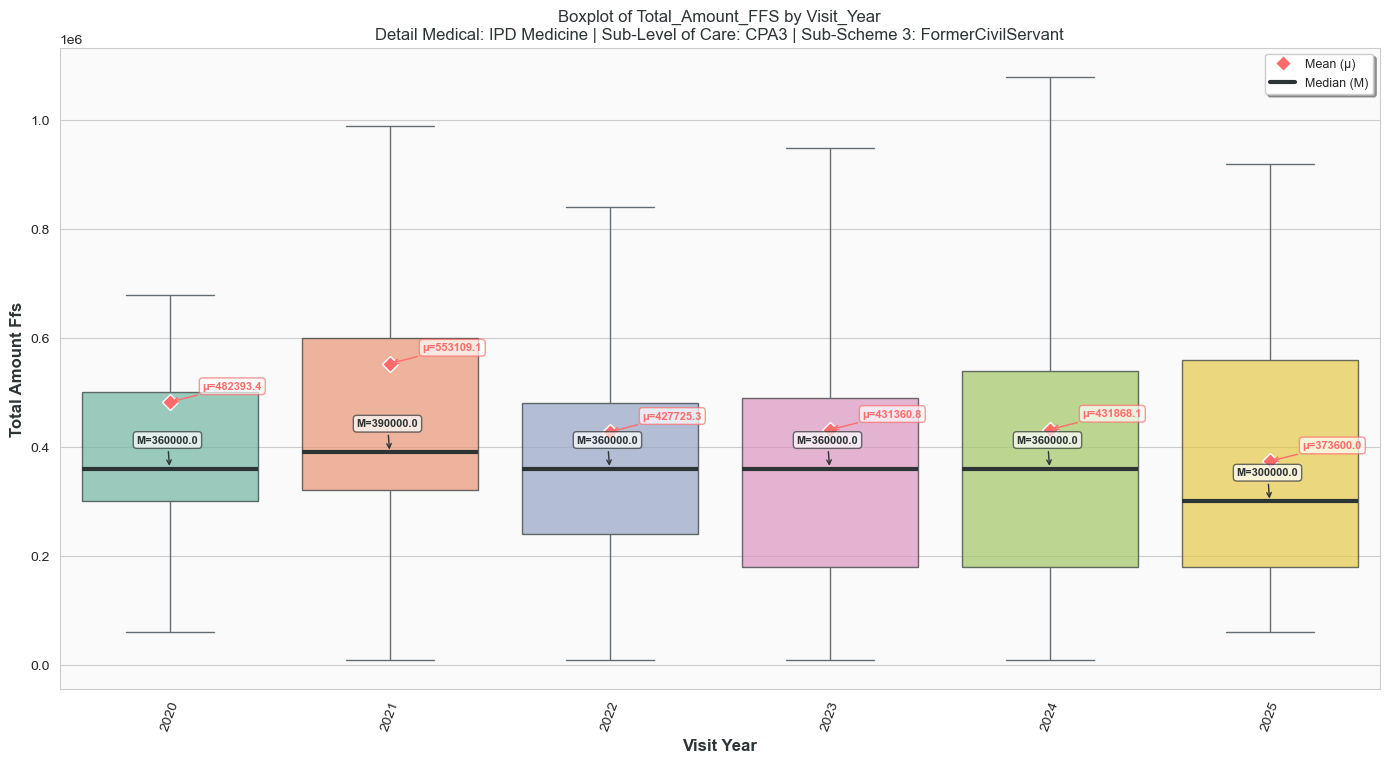 Boxplot of Total_Amount_FFS by Visit_Year
Detail Medical: IPD Medicine | Sub-Level of Care: CPA3 | Sub-Scheme 3: FormerCivilServant
1e6
Mean (μ)
Median (M)
1.0
0.8
0.6
0.4
0.2
0.0
Total Amount Ffs
μ=482393.4
M=360000.0
μ=553109.1
M=390000.0
μ=427725.3
M=360000.0
μ=431360.8
M=360000.0
μ=431868.1
M=360000.0
μ=373600.0
M=300000.0
2020
2021
2022
2023
2024
2025
Visit Year